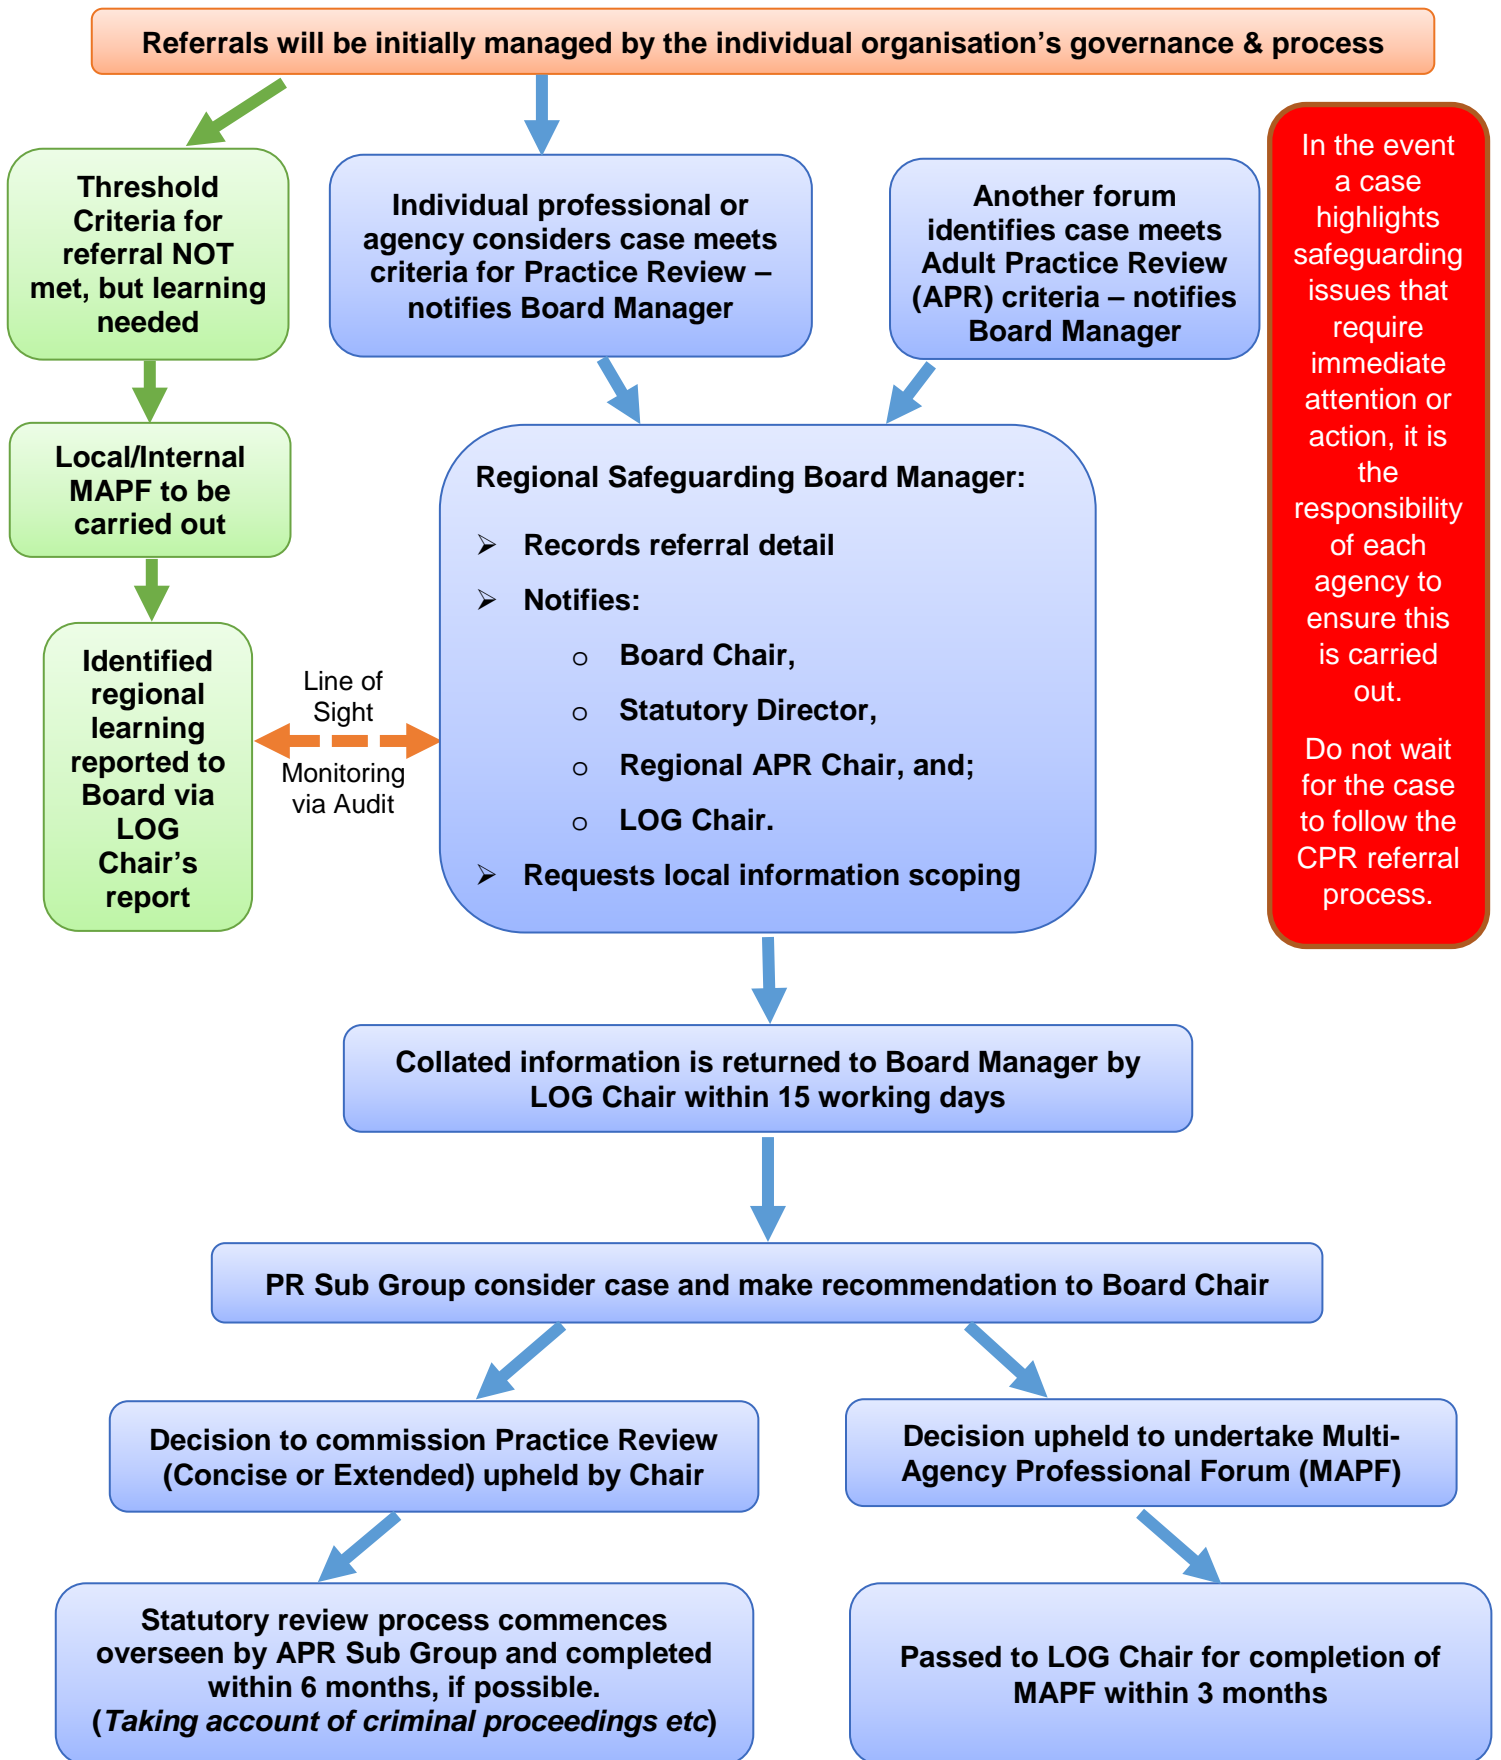 Referrals will be initially managed by the individual organisation’s governance & process
Threshold
Criteria for
referral NOT
met, but learning
needed
Individual professional or
agency considers case meets
criteria for Practice Review –
notifies Board Manager
Another forum
identifies case meets
Adult Practice Review
(APR) criteria – notifies
Board Manager
In the event
a case
highlights
safeguarding
issues that
require
immediate
attention or
action, it is
the
responsibility
of each
agency to
ensure this
is carried
out.
Do not wait
for the case
to follow the
CPR referral
process.
Local/Internal
MAPF to be
carried out
Identified
regional
learning
reported to
Board via
LOG
Chair’s
report
Line of
Sight
Monitoring
via Audit
Regional Safeguarding Board Manager:
➢ Records referral detail
➢ Notifies:
o Board Chair,
o Statutory Director,
o Regional APR Chair, and;
o LOG Chair.
➢ Requests local information scoping
Collated information is returned to Board Manager by
LOG Chair within 15 working days
PR Sub Group consider case and make recommendation to Board Chair
Decision to commission Practice Review
(Concise or Extended) upheld by Chair
Decision upheld to undertake Multi-
Agency Professional Forum (MAPF)
Statutory review process commences
overseen by APR Sub Group and completed
within 6 months, if possible.
(Taking account of criminal proceedings etc)
Passed to LOG Chair for completion of
MAPF within 3 months